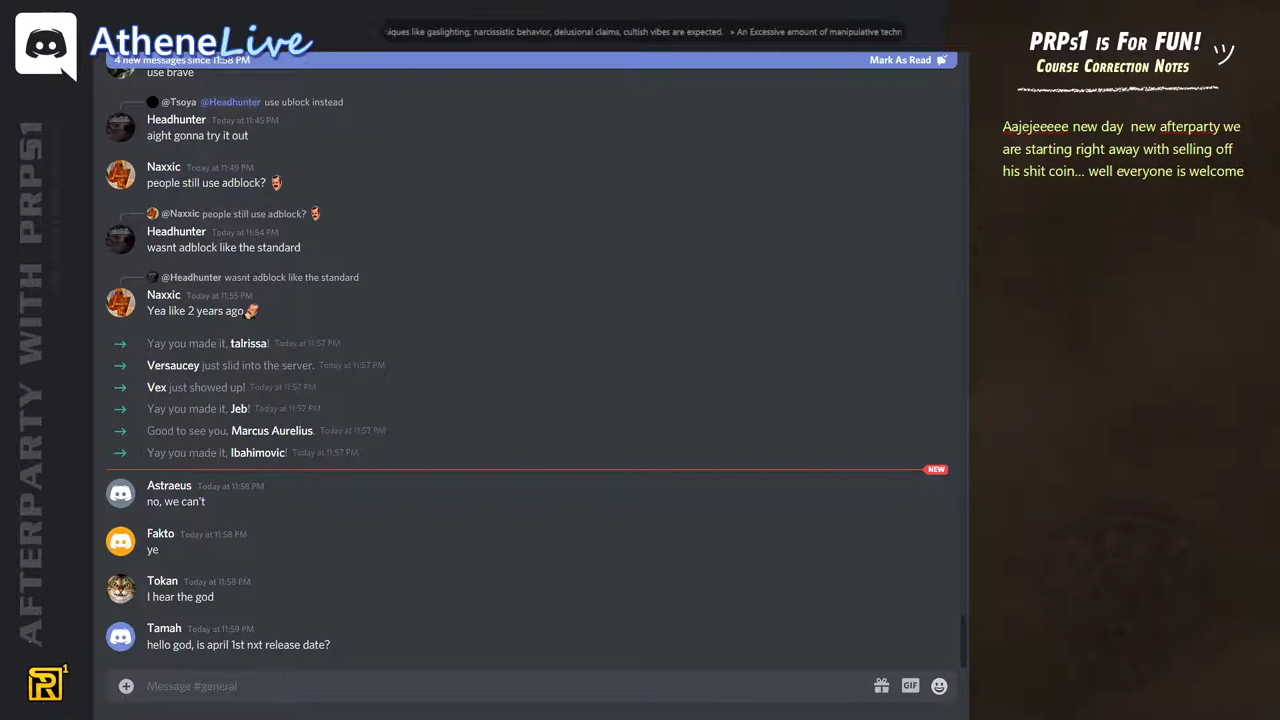 AtheneLive
iques like gaslighting, narcissistic behavior, delusional claims, cultish vibes are expected. » An Excessive amount of manipulative techn
4 new messages since 11:58 PM
Mark As Read
use brave
@Tsoya @Headhunter use ublock instead
Headhunter Today at 11:45 PM
aight gonna try it out
Naxxic Today at 11:49 PM
people still use adblock?
@Naxxic people still use adblock?
Headhunter Today at 11:54 PM
wasnt adblock like the standard
@Headhunter wasnt adblock like the standard
Naxxic Today at 11:55 PM
Yea like 2 years ago
Yay you made it, talrissa! Today at 11:57 PM
Versaucey just slid into the server. Today at 11:57 PM
Vex just showed up! Today at 11:57 PM
Yay you made it, Jeb! Today at 11:57 PM
Good to see you, Marcus Aurelius. Today at 11:57 PM
Yay you made it, Ibahimovic! Today at 11:57 PM
NEW
Astraeus Today at 11:58 PM
no, we can't
Fakto Today at 11:58 PM
ye
Tokan Today at 11:58 PM
I hear the god
Tamah Today at 11:59 PM
hello god, is april 1st nxt release date?
Message #general
GIF
AFTERPARTY WITH PRPS1
R1
PRPS1 IS FOR FUN!
COURSE CORRECTION NOTES
Aajejeeeee new day new afterparty we
are starting right away with selling off
his shit coin... well everyone is welcome